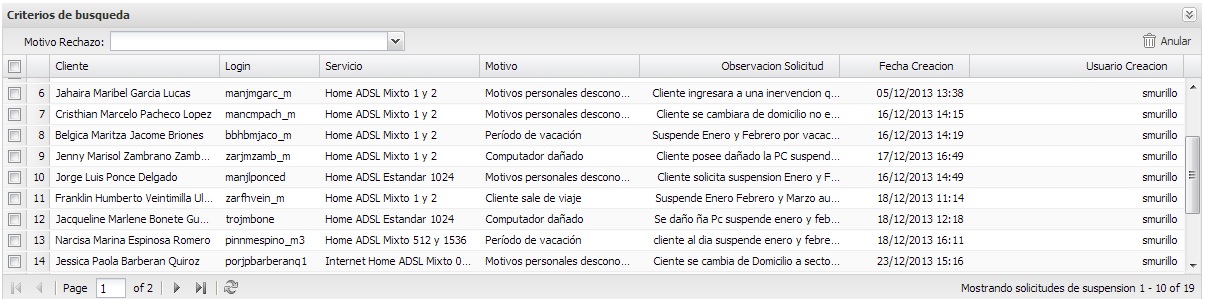 Criterios de busqueda
Motivo Rechazo: Anular
Cliente Login Servicio Motivo Observacion Solicitud Fecha Creacion Usuario Creacion
6 Jahaira Maribel Garcia Lucas manjmgarc_m Home ADSL Mixto 1 y 2 Motivos personales descono... Cliente ingresara a una inervencion q... 05/12/2013 13:38 smurillo
7 Cristhian Marcelo Pacheco Lopez mancmpach_m Home ADSL Mixto 1 y 2 Motivos personales descono... Cliente se cambiara de domicilio no e... 16/12/2013 14:15 smurillo
8 Belgica Maritza Jacome Briones bbhbmjaco_m Home ADSL Mixto 1 y 2 Período de vacación Suspende Enero y Febrero por vacac... 16/12/2013 14:19 smurillo
9 Jenny Marisol Zambrano Zamb... zarjmzamb_m Home ADSL Mixto 1 y 2 Computador dañado Cliente posee dañado la PC suspend... 17/12/2013 16:49 smurillo
10 Jorge Luis Ponce Delgado manjlponced Home ADSL Estandar 1024 Motivos personales descono... Cliente solicita suspension Enero y F... 16/12/2013 14:49 smurillo
11 Franklin Humberto Veintimilla Ul... zarfhvein_m Home ADSL Mixto 1 y 2 Cliente sale de viaje Suspende Enero Febrero y Marzo au... 18/12/2013 11:14 smurillo
12 Jacqueline Marlene Bonete Gu... trojmbone Home ADSL Estandar 1024 Computador dañado Se daño ña Pc suspende enero y feb... 18/12/2013 12:18 smurillo
13 Narcisa Marina Espinosa Romero pinnmespino_m3 Home ADSL Mixto 512 y 1536 Período de vacación cliente al dia suspende enero y febre... 18/12/2013 16:11 smurillo
14 Jessica Paola Barberan Quiroz porjpbarberanq1 Internet Home ADSL Mixto 0... Motivos personales descono... Ciente se cambia de Domicilio a secto... 23/12/2013 15:16 smurillo
Page 1 of 2 Mostrando solicitudes de suspension 1 - 10 of 19